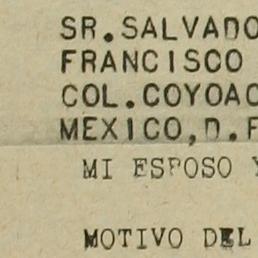 SR.SALVADO
FRANCISCO
COL.COYOAC
MEXICO,D.F
MI ESPOSO Y
MOTIVO DEL